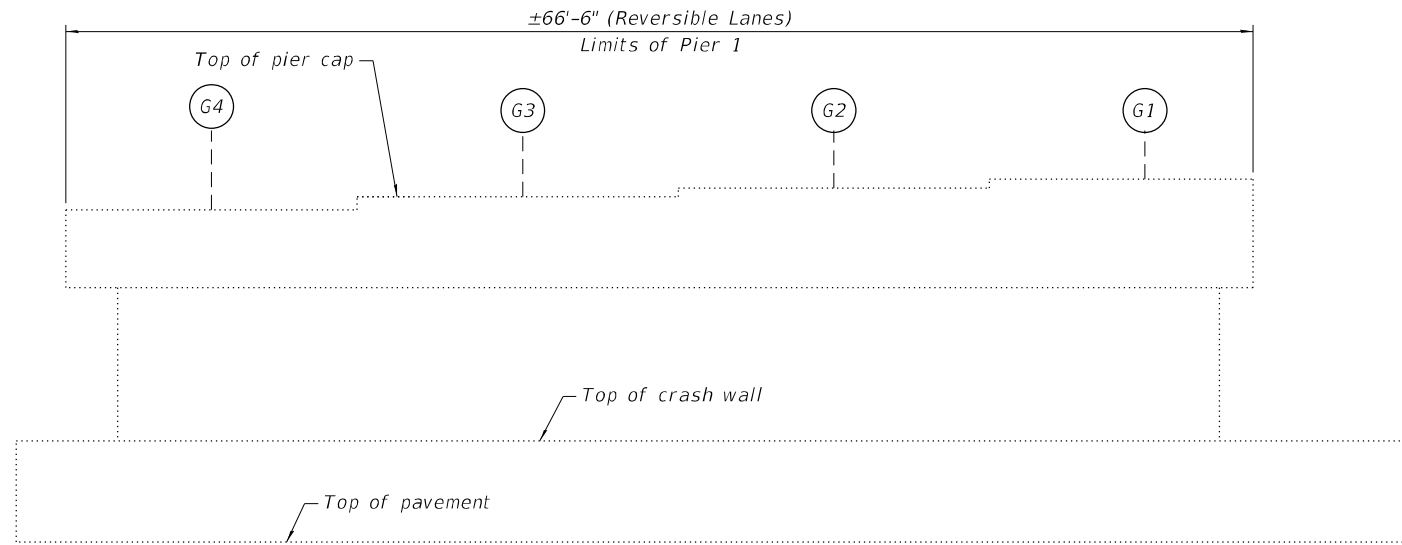 ±66'-6" (Reversible Lanes)
Limits of Pier 1
Top of pier cap
G4
G3
G2
G1
Top of crash wall
Top of pavement